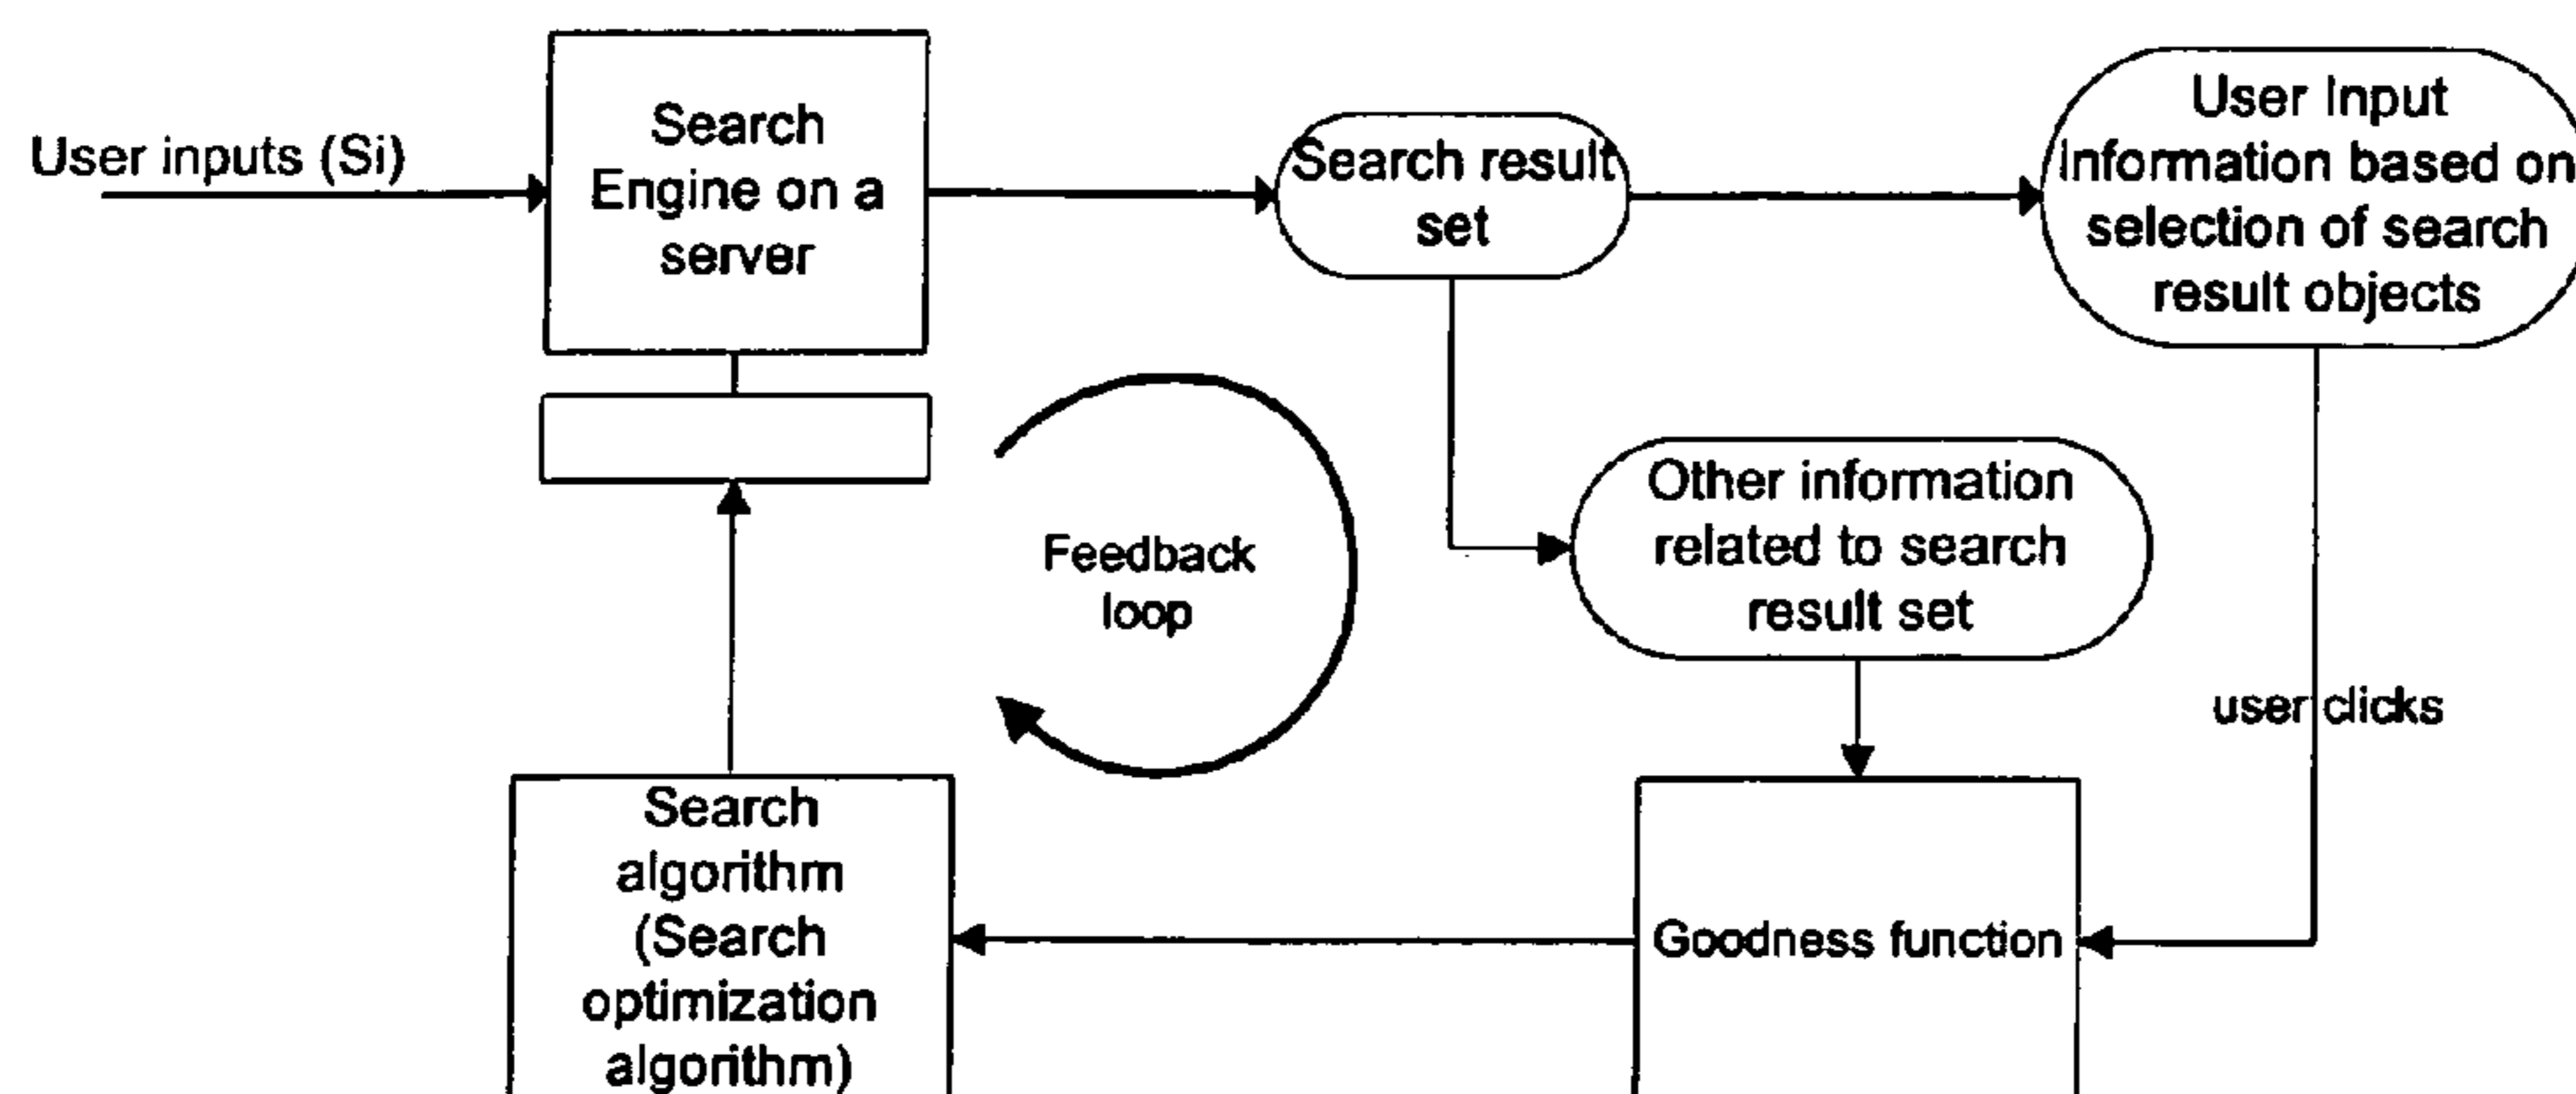 User inputs (Si)
Search
Engine on a
server
Search result
set
User Input
Information based on
selection of search
result objects
Feedback
loop
Other information
related to search
result set
user clicks
Search
algorithm
(Search
optimization
algorithm)
Goodness function